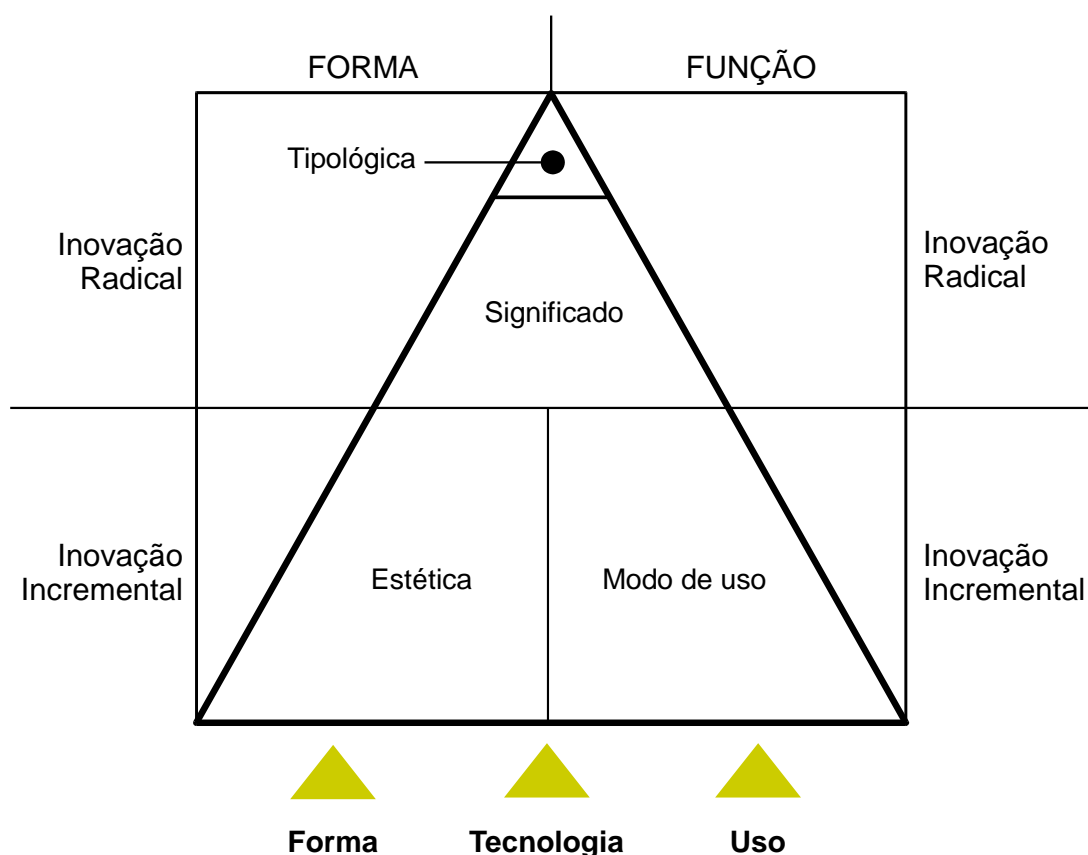 FORMA
FUNÇÃO
Tipológica
Inovação
Radical
Inovação
Radical
Significado
Inovação
Incremental
Estética
Modo de uso
Inovação
Incremental
Forma
Tecnologia
Uso